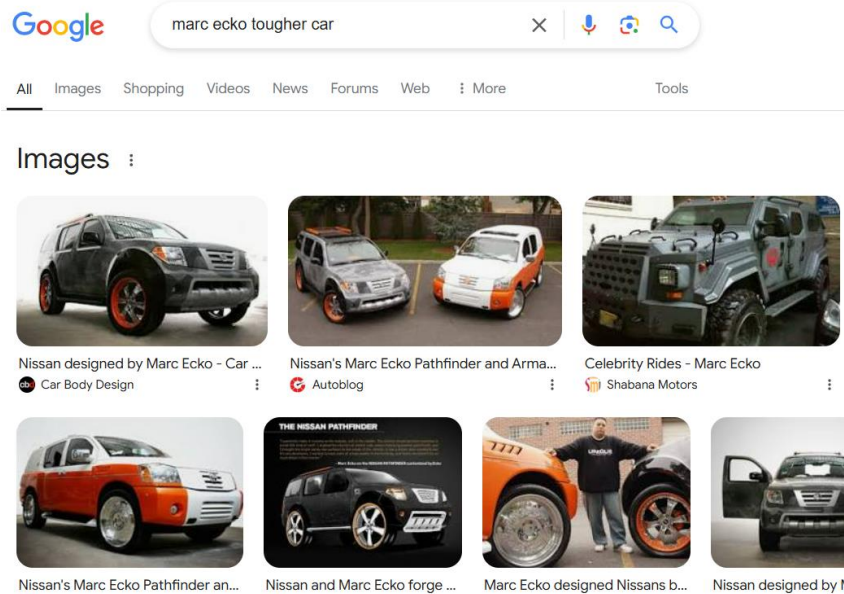 Google
marc ecko tougher car
All Images Shopping Videos News Forums Web More Tools
Images
Nissan designed by Marc Ecko - Car ...
Nissan's Marc Ecko Pathfinder and Arma...
Celebrity Rides - Marc Ecko
cbd Car Body Design
Autoblog
Shabana Motors
THE NISSAN PATHFINDER
Nissan's Marc Ecko Pathfinder an...
Nissan and Marc Ecko forge ...
Marc Ecko designed Nissans b...
Nissan designed by M